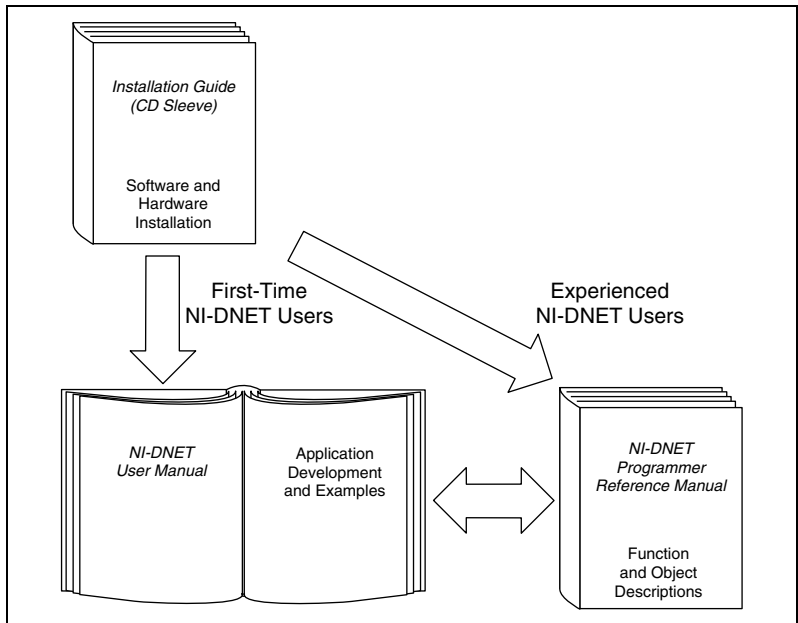 Installation Guide
(CD Sleeve)
Software and
Hardware
Installation
First-Time
NI-DNET Users
Experienced
NI-DNET Users
NI-DNET
User Manual
Application
Development
and Examples
NI-DNET
Programmer
Reference Manual
Function
and Object
Descriptions